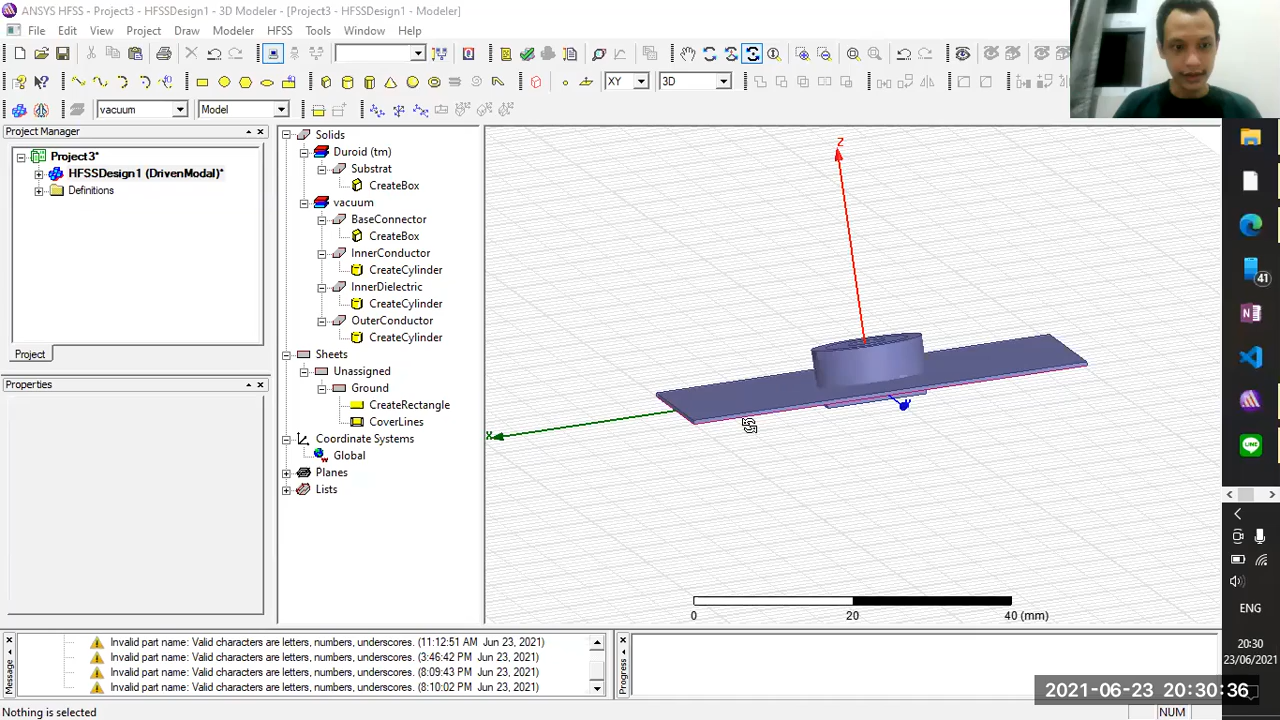 ANSYS HFSS - Project3 - HFSSDesign1 - 3D Modeler - [Project3 - HFSSDesign1 - Modeler]
File Edit View Project Draw Modeler HFSS Tools Window Help
XY 3D
vacuum Model
Project Manager
Project3*
HFSSDesign1 (DrivenModal)*
Definitions
Project
Properties
Solids
Duroid (tm)
Substrat
CreateBox
vacuum
BaseConnector
CreateBox
InnerConductor
CreateCylinder
InnerDielectric
CreateCylinder
OuterConductor
CreateCylinder
Sheets
Unassigned
Ground
CreateRectangle
CoverLines
Coordinate Systems
Global
Planes
Lists
Z
X
0 20 40 (mm)
Message
Invalid part name: Valid characters are letters, numbers, underscores. (11:12:51 AM Jun 23, 2021)
Invalid part name: Valid characters are letters, numbers, underscores. (3:46:42 PM Jun 23, 2021)
Invalid part name: Valid characters are letters, numbers, underscores. (8:09:43 PM Jun 23, 2021)
Invalid part name: Valid characters are letters, numbers, underscores. (8:10:02 PM Jun 23, 2021)
Progress
Nothing is selected
NUM
41
LINE
ENG
20:30
23/06/2021
2021-06-23 20:30:36